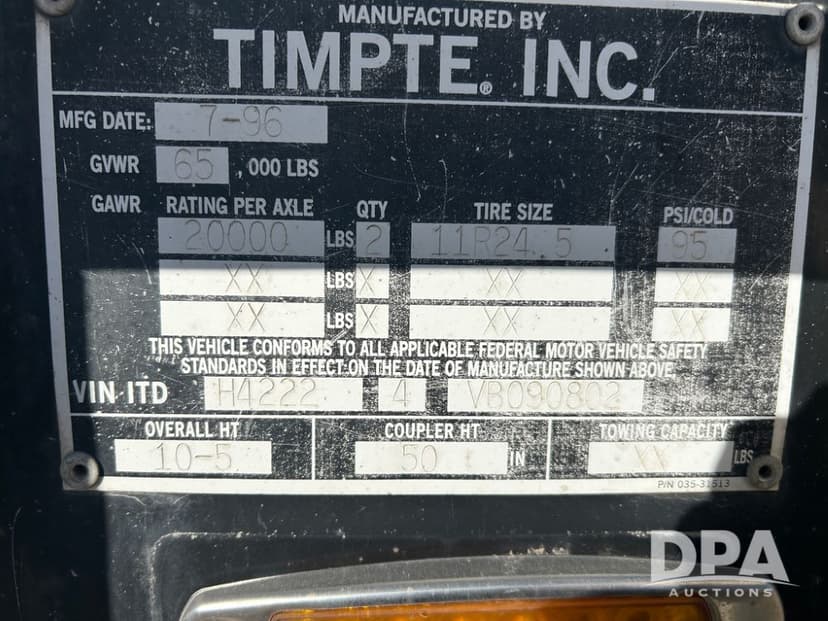 MANUFACTURED BY
TIMPTE® INC.
MFG DATE: 7-96
GVWR 65 ,000 LBS
GAWR RATING PER AXLE QTY TIRE SIZE PSI/COLD
20000 LBS 2 11R24.5 95
XX LBS X XX XX
XX LBS X XX XX
THIS VEHICLE CONFORMS TO ALL APPLICABLE FEDERAL MOTOR VEHICLE SAFETY
STANDARDS IN EFFECT ON THE DATE OF MANUFACTURE SHOWN ABOVE.
VIN 1TD H4222 4 VB090802
OVERALL HT COUPLER HT TOWING CAPACITY
10-5 50 IN XX LBS
P/N 035-31513
DPA
AUCTIONS